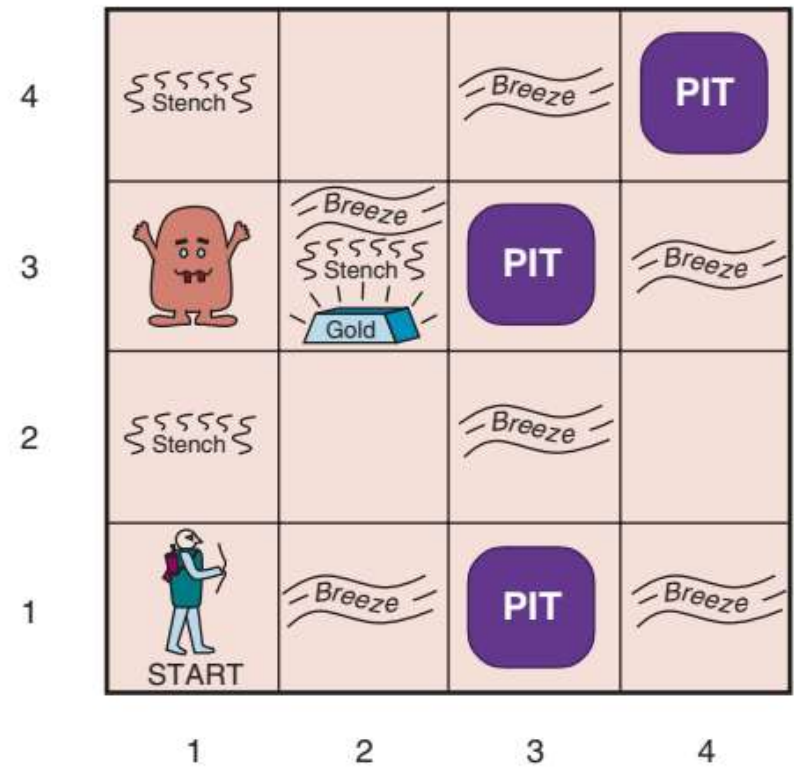 4
Stench
Breeze
PIT
3
Breeze
Stench
Gold
PIT
Breeze
2
Stench
Breeze
1
START
Breeze
PIT
Breeze
1 2 3 4